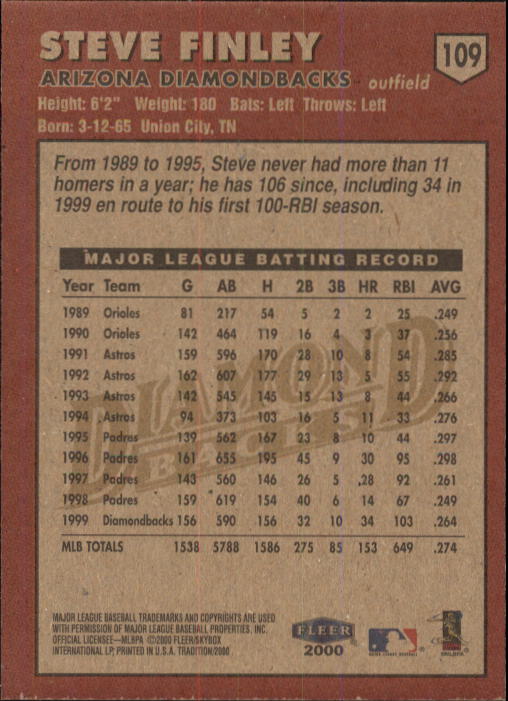 STEVE FINLEY
109
ARIZONA DIAMONDBACKS outfield
Height: 6'2" Weight: 180 Bats: Left Throws: Left
Born: 3-12-65 Union City, TN
From 1989 to 1995, Steve never had more than 11
homers in a year; he has 106 since, including 34 in
1999 en route to his first 100-RBI season.
MAJOR LEAGUE BATTING RECORD
Year Team G AB H 2B 3B HR RBI AVG
1989 Orioles 81 217 54 5 2 2 25 .249
1990 Orioles 142 464 119 16 4 3 37 .256
1991 Astros 159 596 170 28 10 8 54 .285
1992 Astros 162 607 177 29 13 5 55 .292
1993 Astros 142 545 145 15 13 8 44 .266
1994 Astros 94 373 103 16 5 11 33 .276
1995 Padres 139 562 167 23 8 10 44 .297
1996 Padres 161 655 195 45 9 30 95 .298
1997 Padres 143 560 146 26 5 28 92 .261
1998 Padres 159 619 154 40 6 14 67 .249
1999 Diamondbacks 156 590 156 32 10 34 103 .264
MLB TOTALS 1538 5788 1586 275 85 153 649 .274
DIAMOND
BACKS
MAJOR LEAGUE BASEBALL TRADEMARKS AND COPYRIGHTS ARE USED
WITH PERMISSION OF MAJOR LEAGUE BASEBALL PROPERTIES, INC.
OFFICIAL LICENSEE—MLBPA ©2000 FLEER/SKYBOX
INTERNATIONAL LP; PRINTED IN U.S.A. TRADITION/2000
FLEER
2000
MAJOR LEAGUE BASEBALL
MLBPA